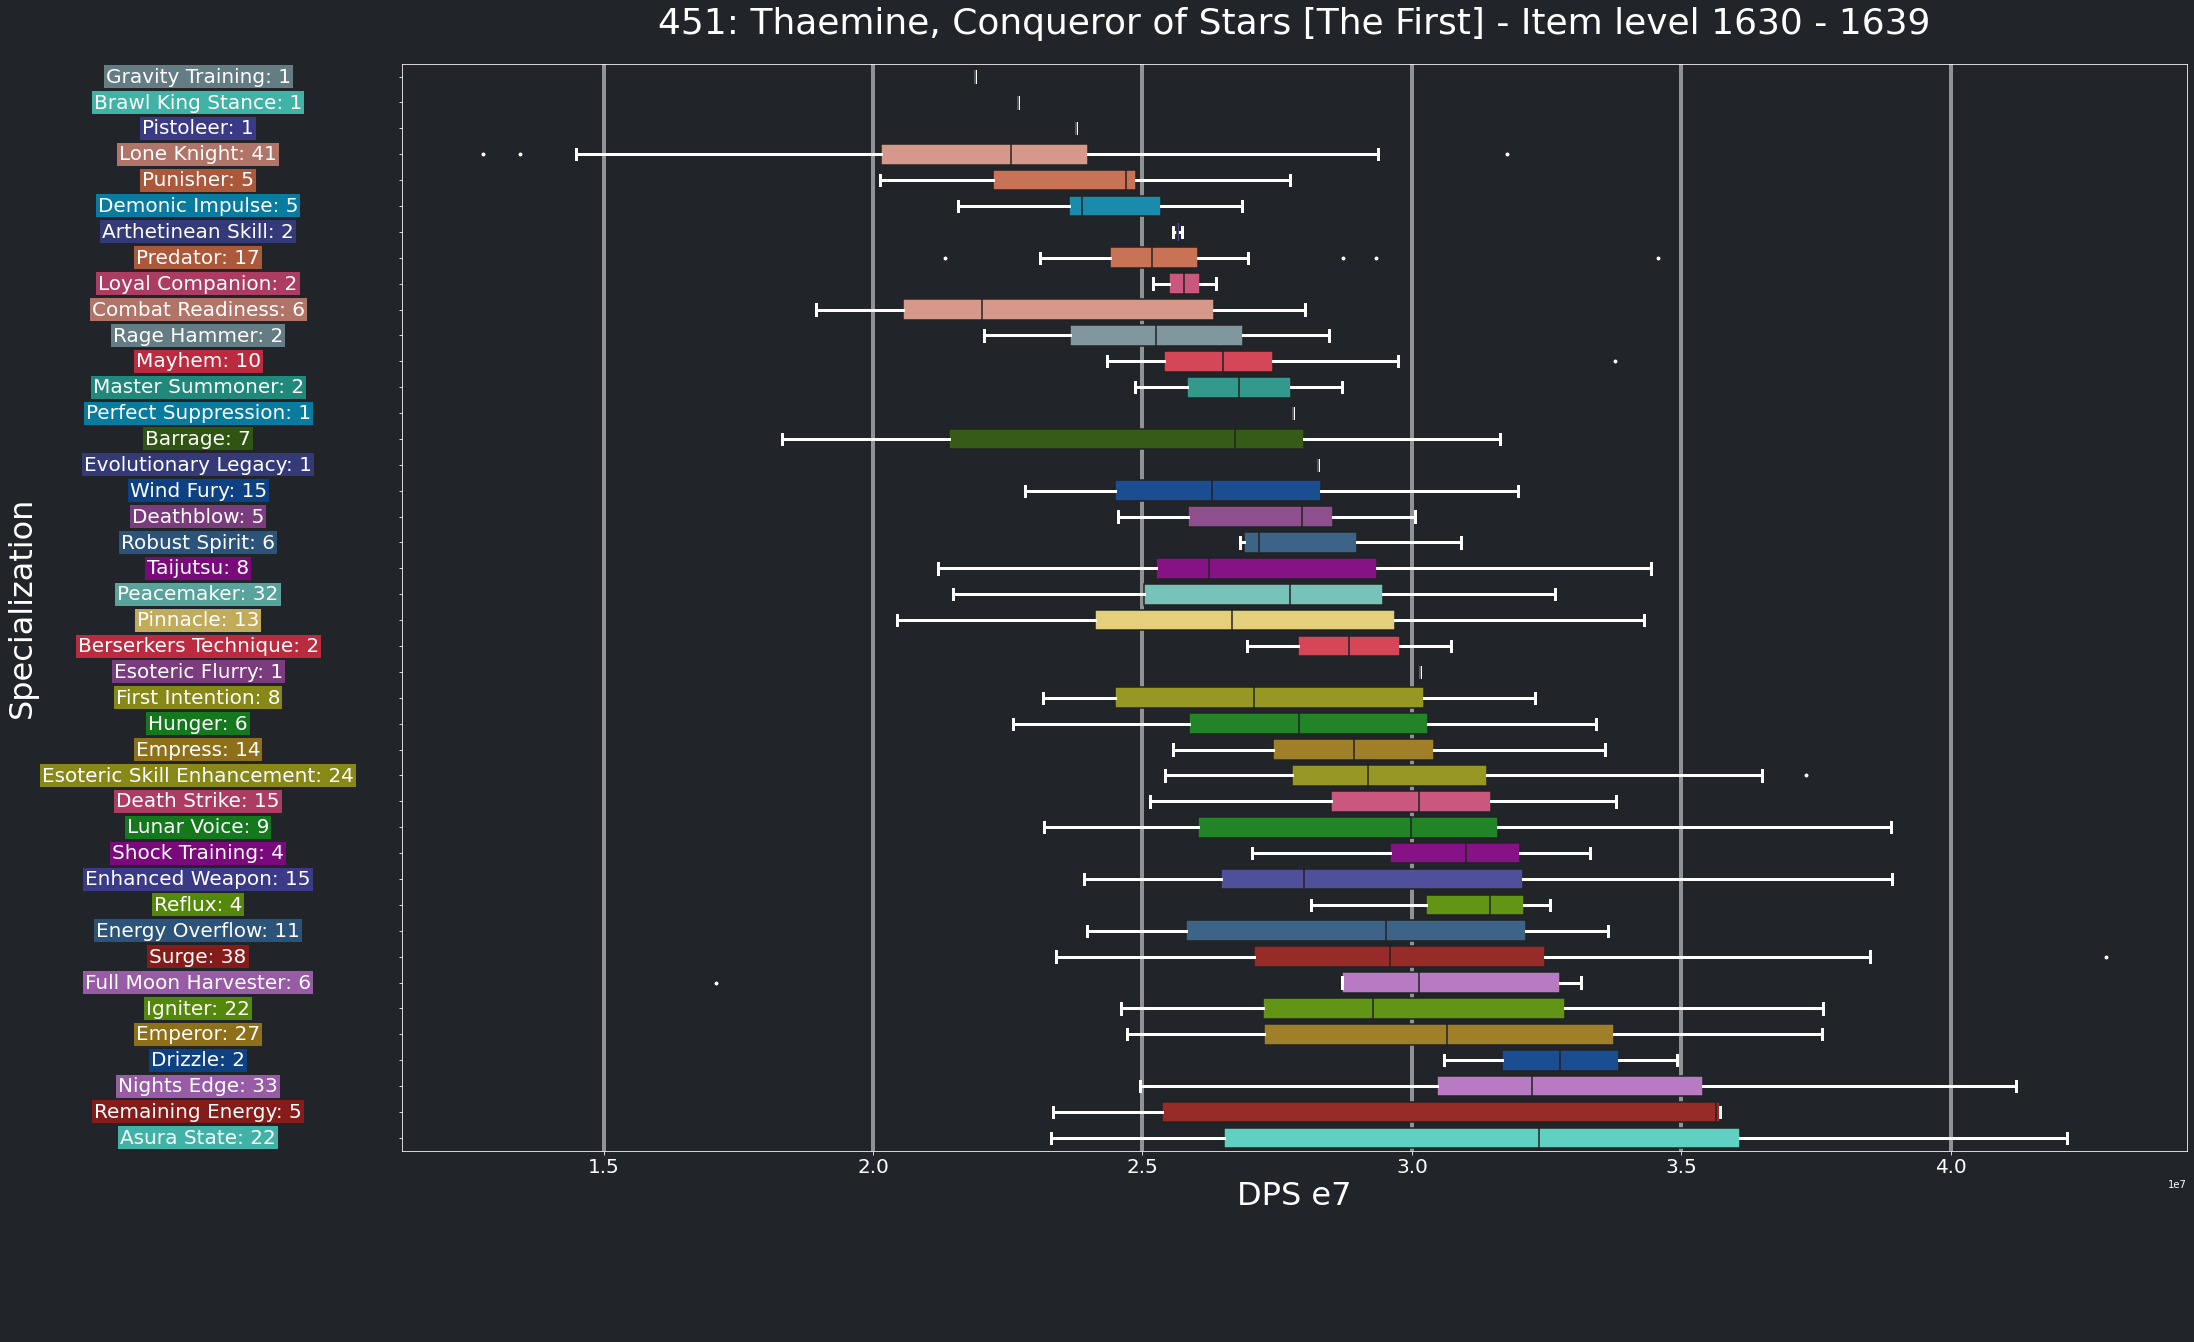 451: Thaemine, Conqueror of Stars [The First] - Item level 1630 - 1639
Specialization
Gravity Training: 1
Brawl King Stance: 1
Pistoleer: 1
Lone Knight: 41
Punisher: 5
Demonic Impulse: 5
Arthetinean Skill: 2
Predator: 17
Loyal Companion: 2
Combat Readiness: 6
Rage Hammer: 2
Mayhem: 10
Master Summoner: 2
Perfect Suppression: 1
Barrage: 7
Evolutionary Legacy: 1
Wind Fury: 15
Deathblow: 5
Robust Spirit: 6
Taijutsu: 8
Peacemaker: 32
Pinnacle: 13
Berserkers Technique: 2
Esoteric Flurry: 1
First Intention: 8
Hunger: 6
Empress: 14
Esoteric Skill Enhancement: 24
Death Strike: 15
Lunar Voice: 9
Shock Training: 4
Enhanced Weapon: 15
Reflux: 4
Energy Overflow: 11
Surge: 38
Full Moon Harvester: 6
Igniter: 22
Emperor: 27
Drizzle: 2
Nights Edge: 33
Remaining Energy: 5
Asura State: 22
1.5 2.0 2.5 3.0 3.5 4.0
1e7
DPS e7